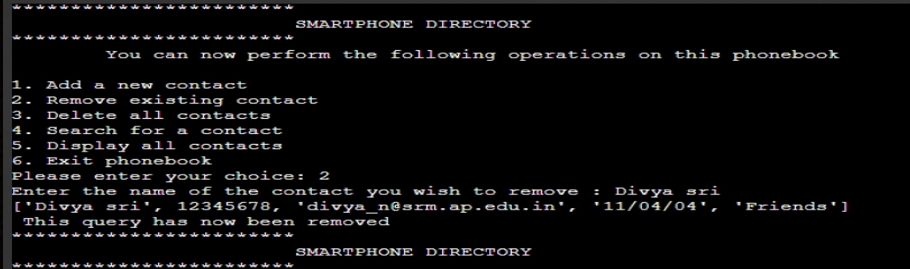 ************************
SMARTPHONE DIRECTORY
************************
You can now perform the following operations on this phonebook
1. Add a new contact
2. Remove existing contact
3. Delete all contacts
4. Search for a contact
5. Display all contacts
6. Exit phonebook
Please enter your choice: 2
Enter the name of the contact you wish to remove : Divya sri
['Divya sri', 12345678, 'divya_n@srm.ap.edu.in', '11/04/04', 'Friends']
This query has now been removed
************************
SMARTPHONE DIRECTORY
************************